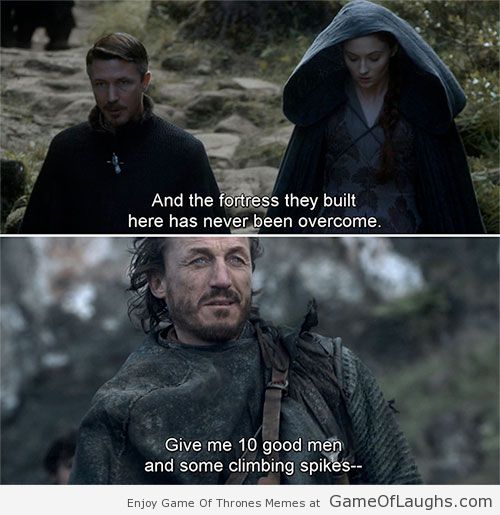 And the fortress they built
here has never been overcome.
Give me 10 good men
and some climbing spikes--
Enjoy Game Of Thrones Memes at GameOfLaughs.com